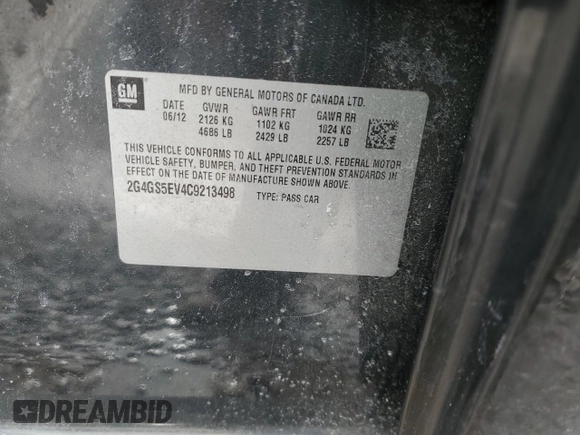 GM
MFD BY GENERAL MOTORS OF CANADA LTD.
DATE GVWR GAWR FRT GAWR RR
06/12 2126 KG 1102 KG 1024 KG
4686 LB 2429 LB 2257 LB
THIS VEHICLE CONFORMS TO ALL APPLICABLE U.S. FEDERAL MOTOR
VEHICLE SAFETY, BUMPER, AND THEFT PREVENTION STANDARDS IN
EFFECT ON THE DATE OF MANUFACTURE SHOWN ABOVE.
2G4GS5EV4C9213498 TYPE: PASS CAR
DREAMBID